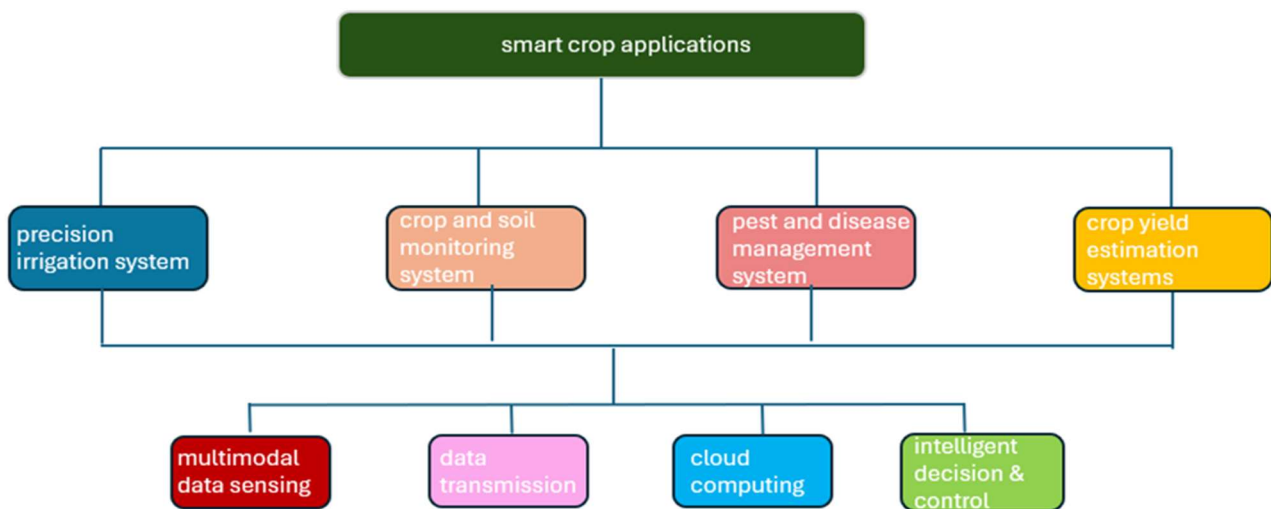 smart crop applications
precision
irrigation system
crop and soil
monitoring
system
pest and disease
management
system
crop yield
estimation
systems
multimodal
data sensing
data
transmission
cloud
computing
intelligent
decision &
control